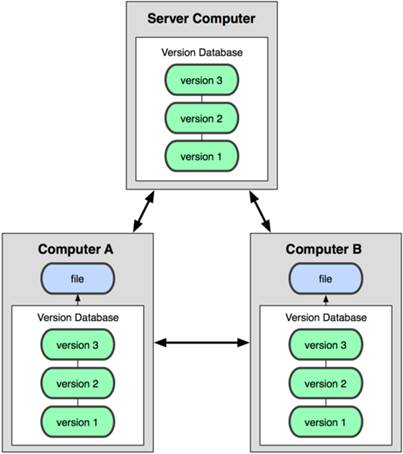 Server Computer
Version Database
version 3
version 2
version 1
Computer A
file
Version Database
version 3
version 2
version 1
Computer B
file
Version Database
version 3
version 2
version 1